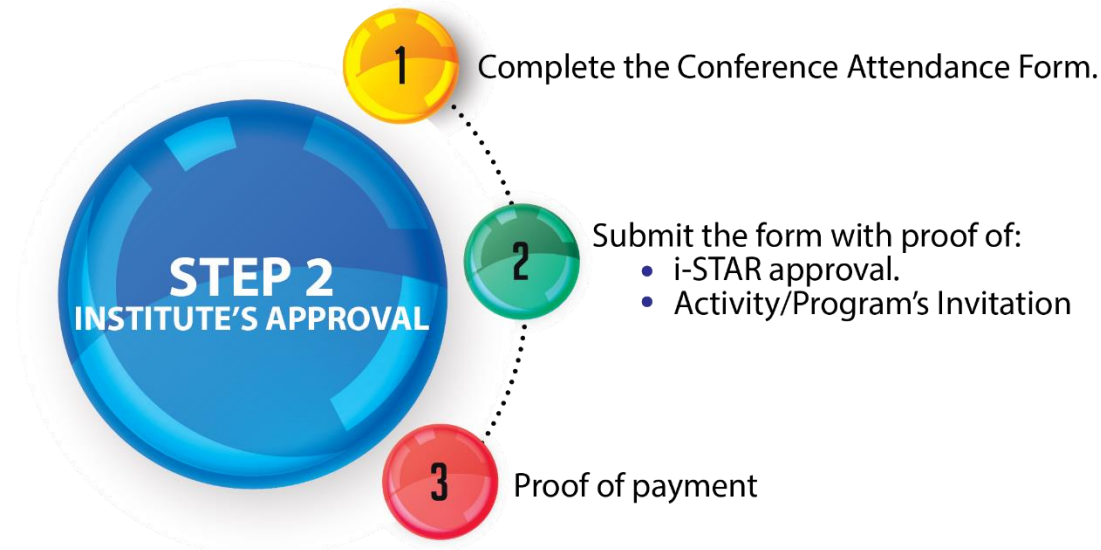 1
Complete the Conference Attendance Form.
STEP 2
INSTITUTE'S APPROVAL
2
Submit the form with proof of:
• i-STAR approval.
• Activity/Program's Invitation
3
Proof of payment